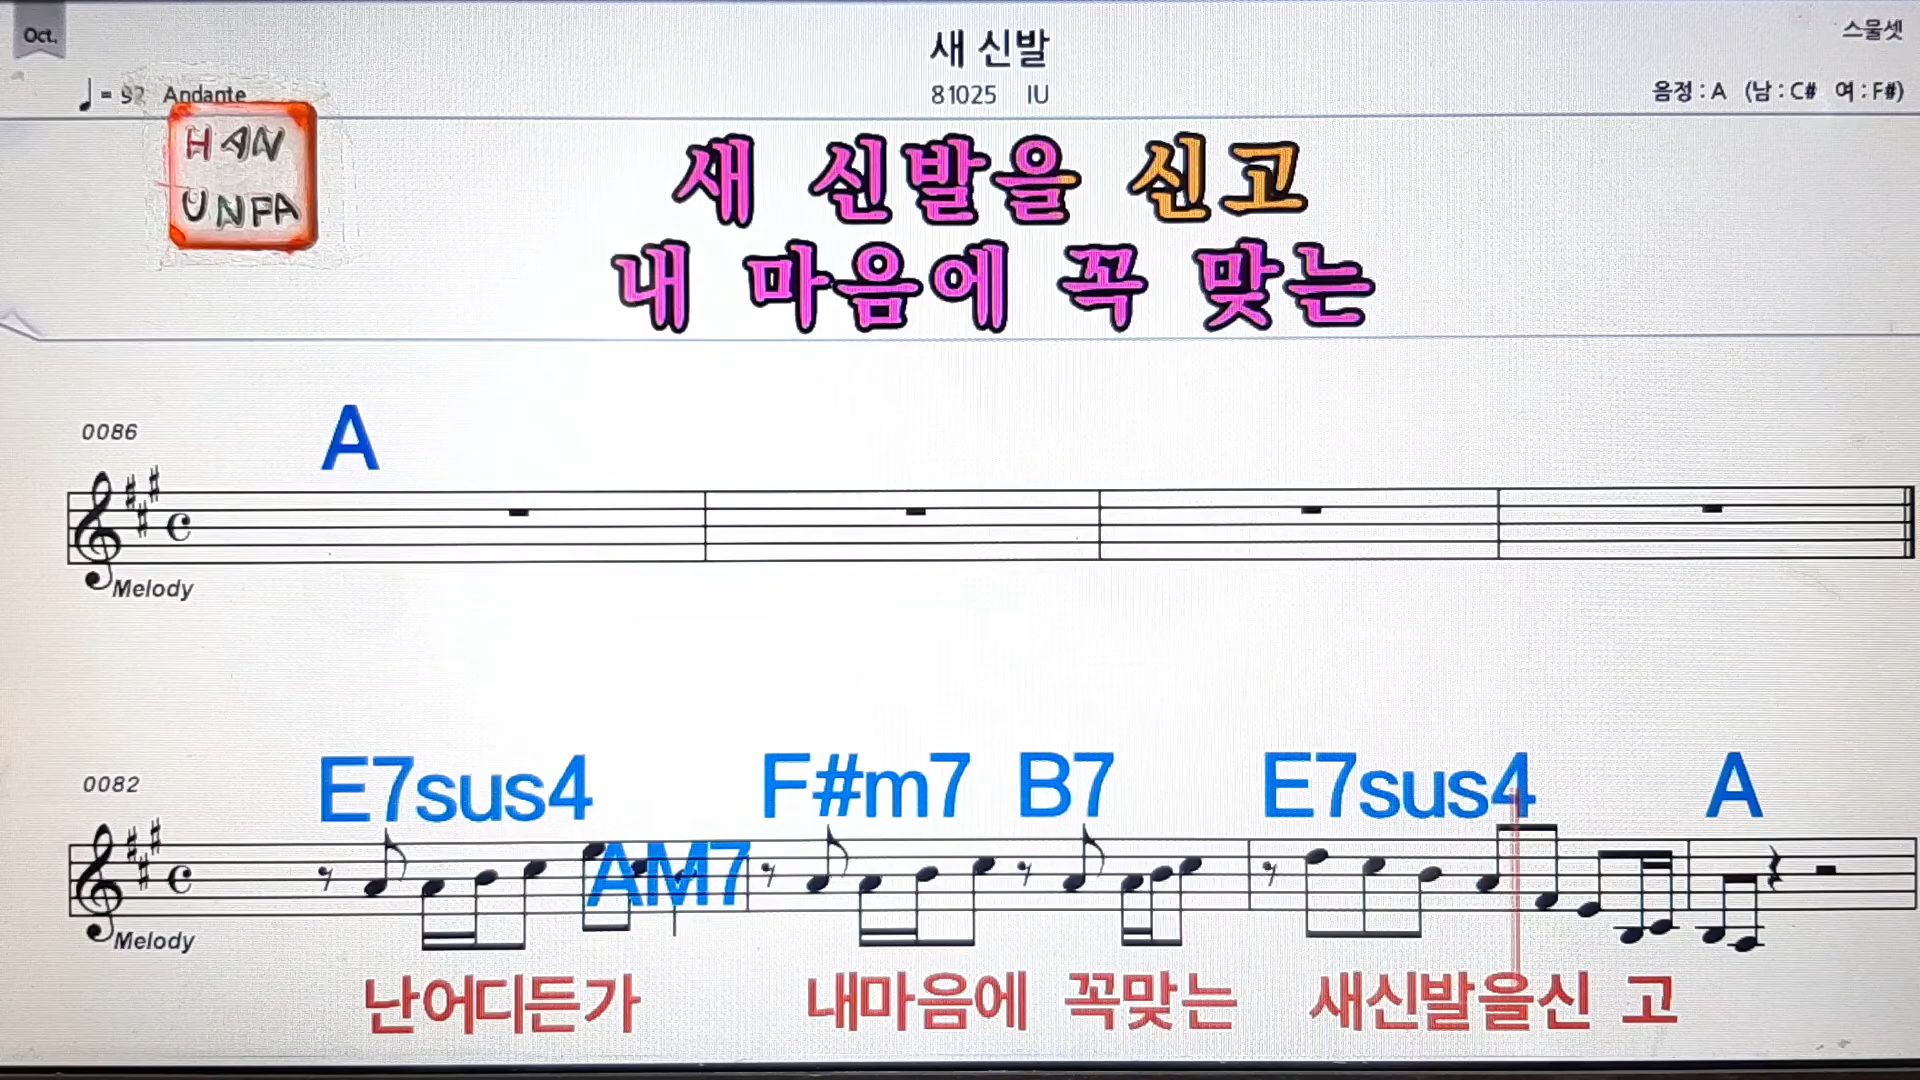 Oct.
새 신발
스물셋
♩ = 92 Andante
81025 IU
음정 : A (남 : C# 여 : F#)
HAN
UNFA
새 신발을 신고
내 마음에 꼭 맞는
0086
A
Melody
0082
E7sus4 AM7 F#m7 B7 E7sus4 A
Melody
난어디든가 내마음에 꼭맞는 새신발을신 고